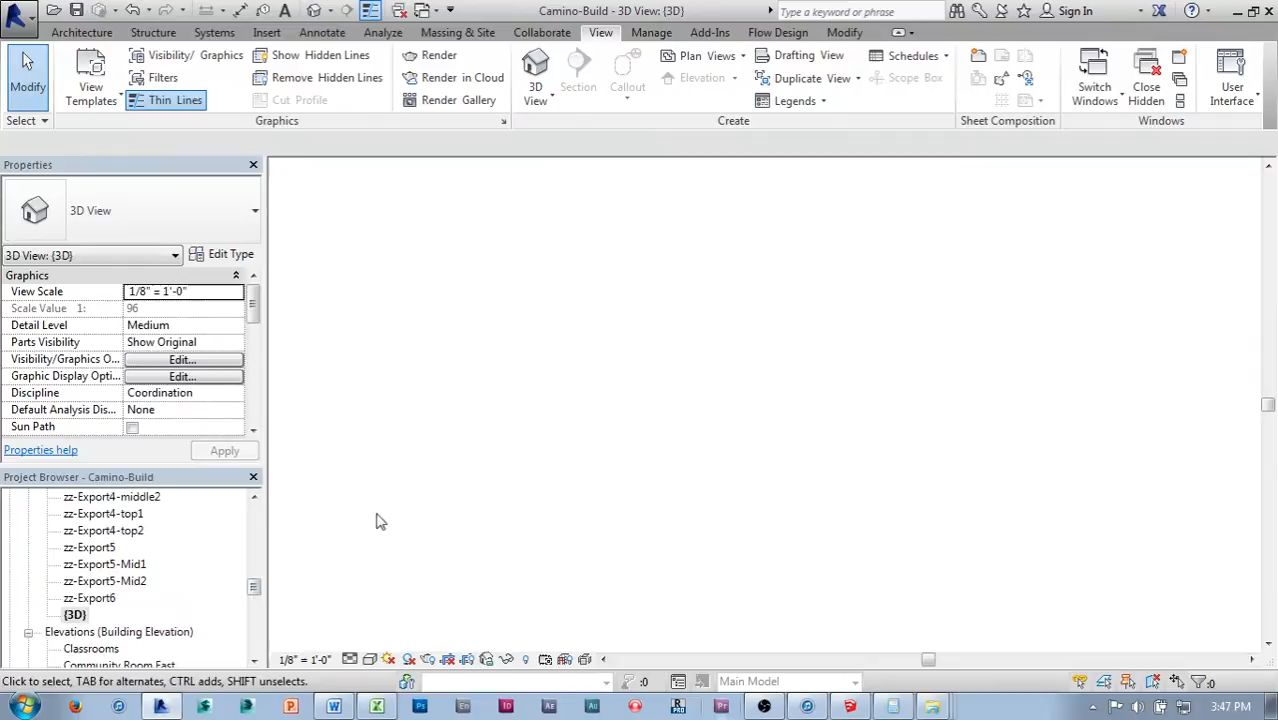 Camino-Build - 3D View: {3D}
Type a keyword or phrase
Sign In
Architecture Structure Systems Insert Annotate Analyze Massing & Site Collaborate View Manage Add-Ins Flow Design Modify
Modify
View Templates
Visibility/ Graphics
Filters
Thin Lines
Show Hidden Lines
Remove Hidden Lines
Cut Profile
Render
Render in Cloud
Render Gallery
3D View
Section
Callout
Plan Views
Elevation
Drafting View
Duplicate View
Legends
Schedules
Scope Box
Switch Windows
Close Hidden
User Interface
Select
Graphics
Create
Sheet Composition
Windows
Properties
3D View
3D View: {3D}
Edit Type
Graphics
View Scale 1/8" = 1'-0"
Scale Value 1: 96
Detail Level Medium
Parts Visibility Show Original
Visibility/Graphics O... Edit...
Graphic Display Opti... Edit...
Discipline Coordination
Default Analysis Dis... None
Sun Path
Properties help
Apply
Project Browser - Camino-Build
zz-Export4-middle2
zz-Export4-top1
zz-Export4-top2
zz-Export5
zz-Export5-Mid1
zz-Export5-Mid2
zz-Export6
{3D}
Elevations (Building Elevation)
Classrooms
Community Room East
1/8" = 1'-0"
Click to select, TAB for alternates, CTRL adds, SHIFT unselects.
:0
Main Model
:0
3:47 PM